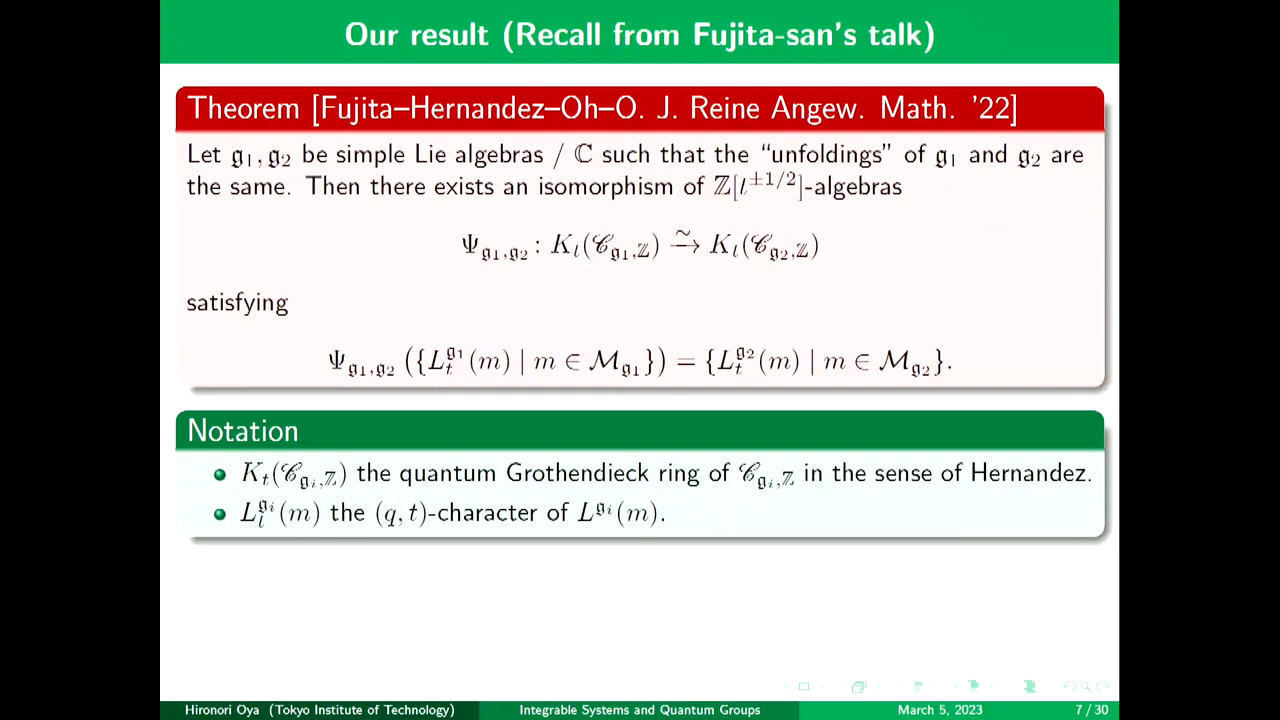 Our result (Recall from Fujita-san's talk)
Theorem [Fujita–Hernandez–Oh–O. J. Reine Angew. Math. '22]
Let 𝔤₁, 𝔤₂ be simple Lie algebras / ℂ such that the “unfoldings” of 𝔤₁ and 𝔤₂ are
the same. Then there exists an isomorphism of ℤ[t^{±1/2}]-algebras
Ψ_{𝔤₁,𝔤₂} : K_t(𝒞_{𝔤₁,ℤ}) →^∼ K_t(𝒞_{𝔤₂,ℤ})
satisfying
Ψ_{𝔤₁,𝔤₂} ({L_t^{𝔤₁}(m) | m ∈ ℳ_{𝔤₁}}) = {L_t^{𝔤₂}(m) | m ∈ ℳ_{𝔤₂}}.
Notation
K_t(𝒞_{𝔤ᵢ,ℤ}) the quantum Grothendieck ring of 𝒞_{𝔤ᵢ,ℤ} in the sense of Hernandez.
L_t^{𝔤ᵢ}(m) the (q, t)-character of L^{𝔤ᵢ}(m).
Hironori Oya (Tokyo Institute of Technology) Integrable Systems and Quantum Groups March 5, 2023 7 / 30